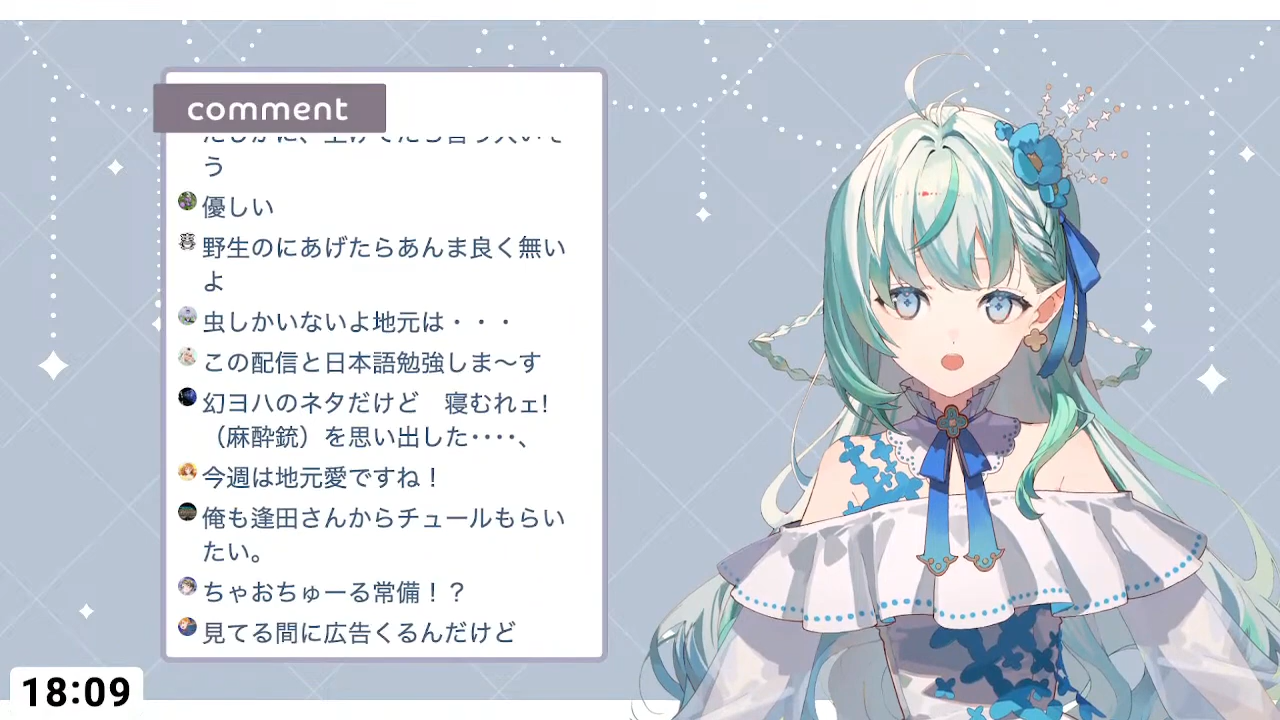 comment
う
優しい
野生のにあげたらあんま良く無い
よ
虫しかいないよ地元は・・・
この配信と日本語勉強しま〜す
幻ヨハのネタだけど　寝むれェ!
（麻酔銃）を思い出した‥‥、
今週は地元愛ですね！
俺も逢田さんからチュールもらい
たい。
ちゃおちゅーる常備！？
見てる間に広告くるんだけど
18:09